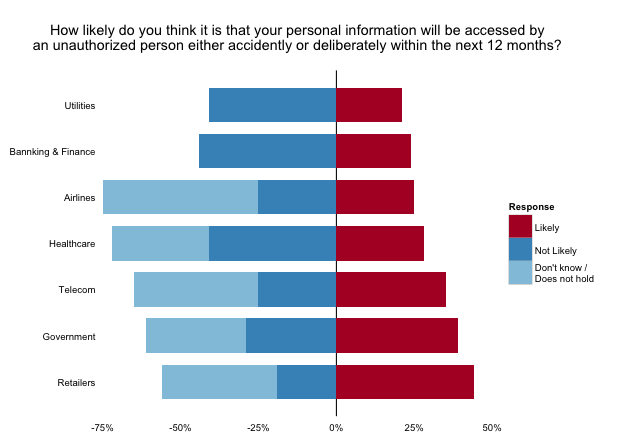 How likely do you think it is that your personal information will be accessed by
an unauthorized person either accidently or deliberately within the next 12 months?
Utilities
Bannking & Finance
Airlines
Healthcare
Telecom
Government
Retailers
-75% -50% -25% 0% 25% 50%
Response
Likely
Not Likely
Don't know /
Does not hold